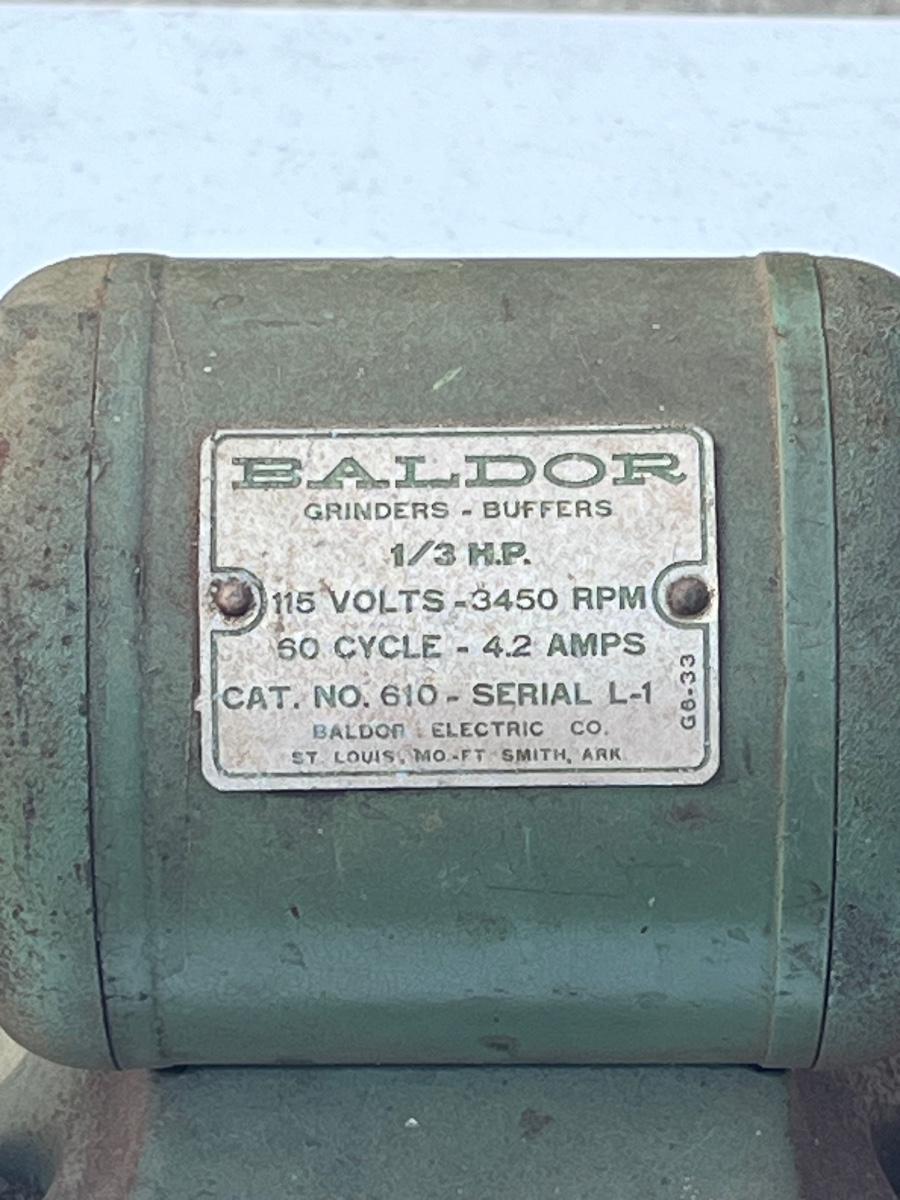 BALDOR
GRINDERS - BUFFERS
1/3 H.P.
115 VOLTS - 3450 RPM
60 CYCLE - 4.2 AMPS
CAT. NO. 610 - SERIAL L-1
BALDOR ELECTRIC CO.
ST. LOUIS, MO.-FT SMITH, ARK
G6-33